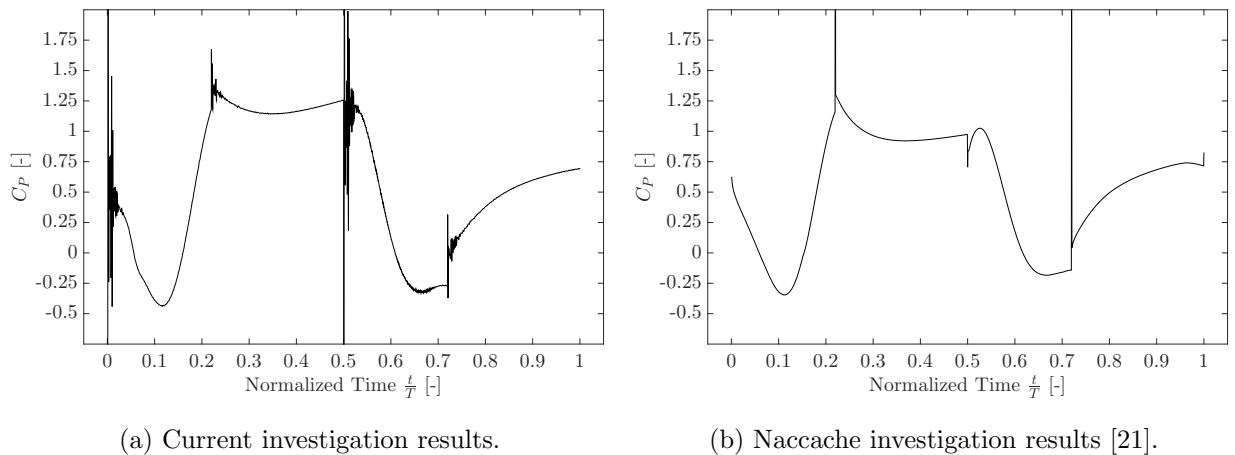 1.75
1.5
1.25
1
0.75
0.5
0.25
0
-0.25
-0.5
C_P [-]
0 0.1 0.2 0.3 0.4 0.5 0.6 0.7 0.8 0.9 1
Normalized Time t/T [-]
(a) Current investigation results.
1.75
1.5
1.25
1
0.75
0.5
0.25
0
-0.25
-0.5
C_P [-]
0 0.1 0.2 0.3 0.4 0.5 0.6 0.7 0.8 0.9 1
Normalized Time t/T [-]
(b) Naccache investigation results [21].